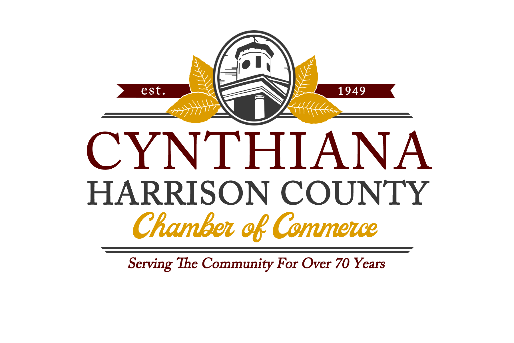 est. 1949
CYNTHIANA
HARRISON COUNTY
Chamber of Commerce
Serving The Community For Over 70 Years